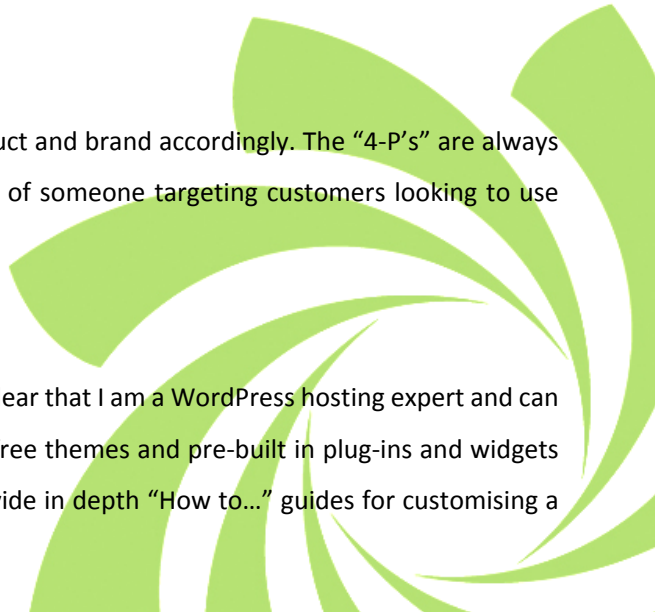 uct and brand accordingly. The “4-P’s” are always
of someone targeting customers looking to use
lear that I am a WordPress hosting expert and can
ree themes and pre-built in plug-ins and widgets
vide in depth “How to…” guides for customising a